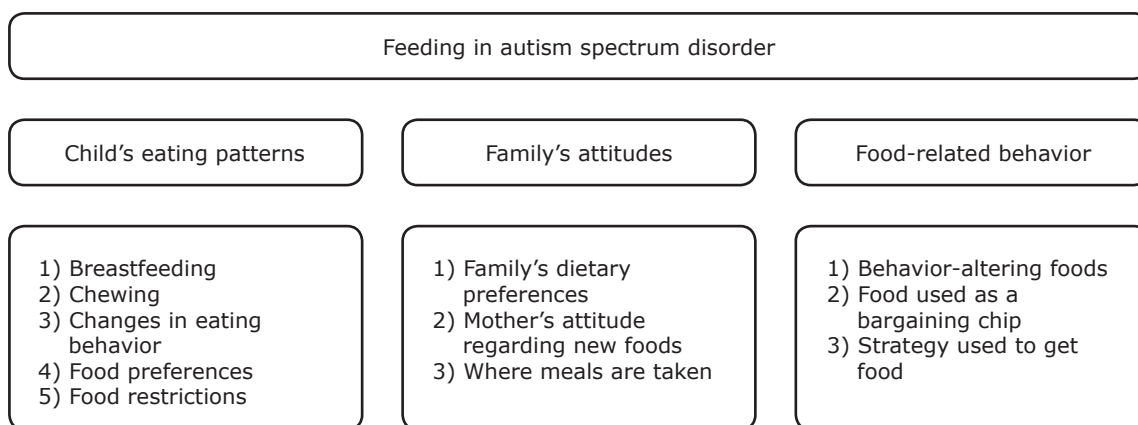 Feeding in autism spectrum disorder
Child's eating patterns
Family's attitudes
Food-related behavior
1) Breastfeeding
2) Chewing
3) Changes in eating
behavior
4) Food preferences
5) Food restrictions
1) Family's dietary
preferences
2) Mother's attitude
regarding new foods
3) Where meals are taken
1) Behavior-altering foods
2) Food used as a
bargaining chip
3) Strategy used to get
food